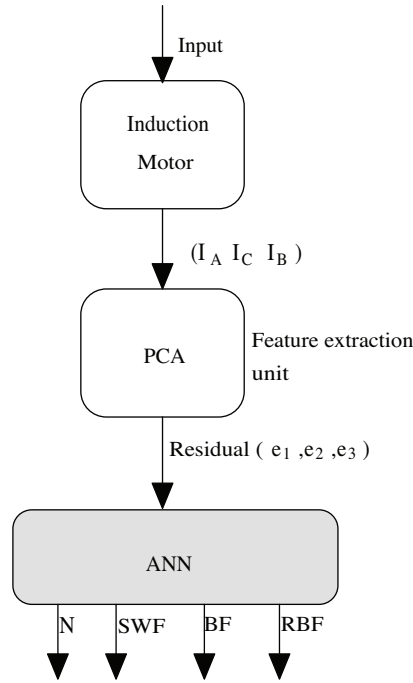 Input
Induction
Motor
(I A I C I B )
PCA
Feature extraction
unit
Residual ( e1 ,e2 ,e3 )
ANN
N SWF BF RBF